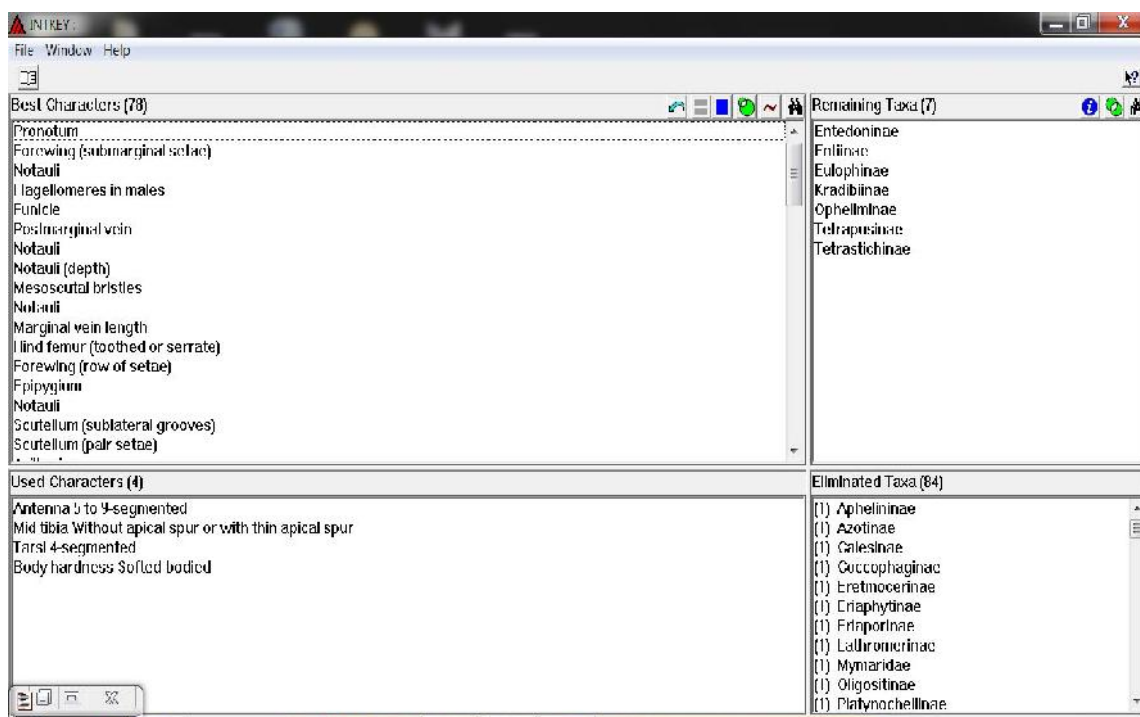 INTKEY:
File Window Help
Best Characters (78)
Pronotum
Forewing (submarginal setae)
Notauli
Flagellomeres in males
Funicle
Postmarginal vein
Notauli
Notauli (depth)
Mesoscutal bristles
Notauli
Marginal vein length
Hind femur (toothed or serrate)
Forewing (row of setae)
Epipygium
Notauli
Scutellum (sublateral grooves)
Scutellum (pair setae)
Remaining Taxa (7)
Entedoninae
Entiinae
Eulophinae
Kradibiinae
Opheliminae
Tetrapusinae
Tetrastichinae
Used Characters (4)
Antenna 5 to 9-segmented
Mid tibia Without apical spur or with thin apical spur
Tarsi 4-segmented
Body hardness Softed bodied
Eliminated Taxa (84)
(1) Aphelininae
(1) Azotinae
(1) Calesinae
(1) Coccophaginae
(1) Eretmocerinae
(1) Eriaphytinae
(1) Eriaporinae
(1) Lathromerinae
(1) Mymaridae
(1) Oligositinae
(1) Platynocheilinae